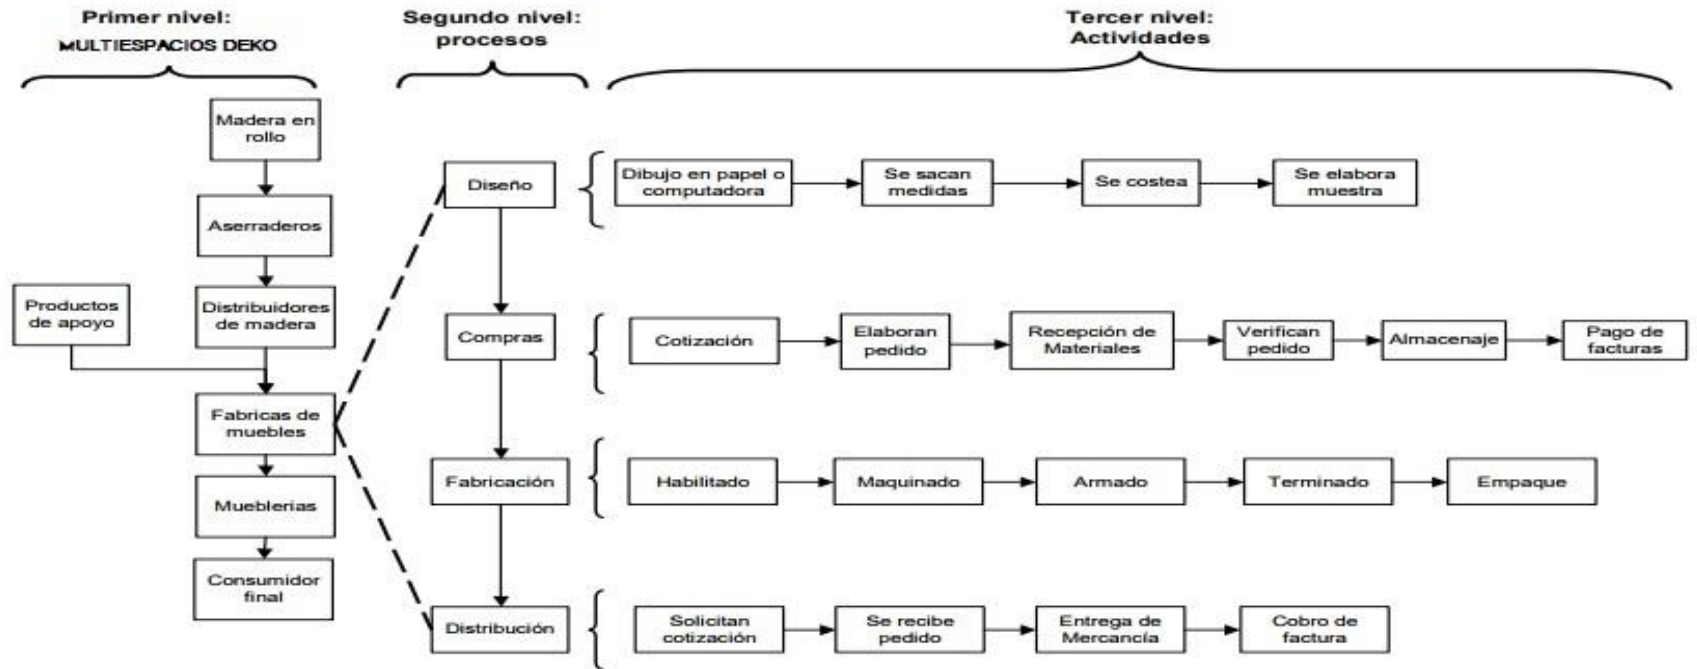 Primer nivel:
MULTIESPACIOS DEKO
Segundo nivel:
procesos
Tercer nivel:
Actividades
Madera en
rollo
Aserraderos
Productos
de apoyo
Distribuidores
de madera
Fabricas de
muebles
Mueblerías
Consumidor
final
Diseño
Dibujo en papel o
computadora
Se sacan
medidas
Se costea
Se elabora
muestra
Compras
Cotización
Elaboran
pedido
Recepción de
Materiales
Verifican
pedido
Almacenaje
Pago de
facturas
Fabricación
Habilitado
Maquinado
Armado
Terminado
Empaque
Distribución
Solicitan
cotización
Se recibe
pedido
Entrega de
Mercancía
Cobro de
factura